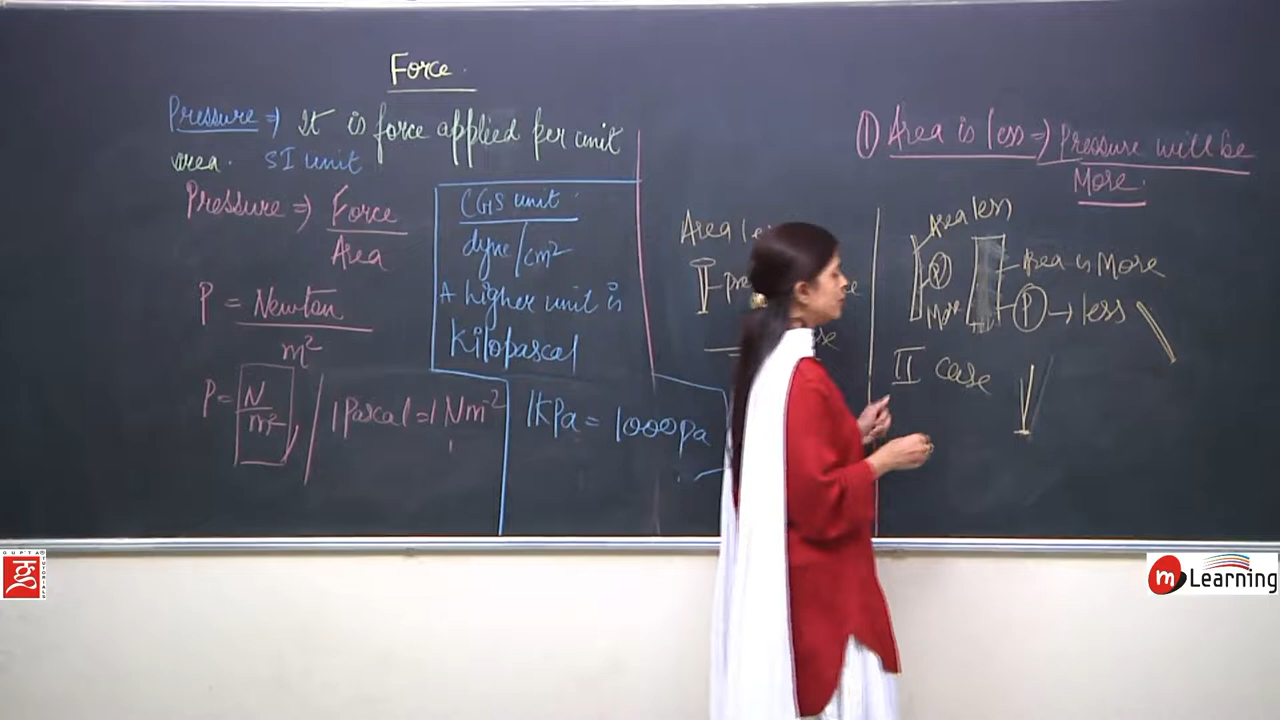 Force.
Pressure ⇒ It is force applied per unit
area. SI unit
Pressure ⇒ Force
Area
P = Newton
m²
P = N
m²
1 Pascal = 1 Nm⁻²
CGS unit
dyne/cm²
A higher unit is
Kilopascal
1KPa = 1000pa
Area
① Area is less ⇒ Pressure will be
More.
Area less
P
More
Area is More
P → less
II case
GUPTA
TUTORIALS
m Learning